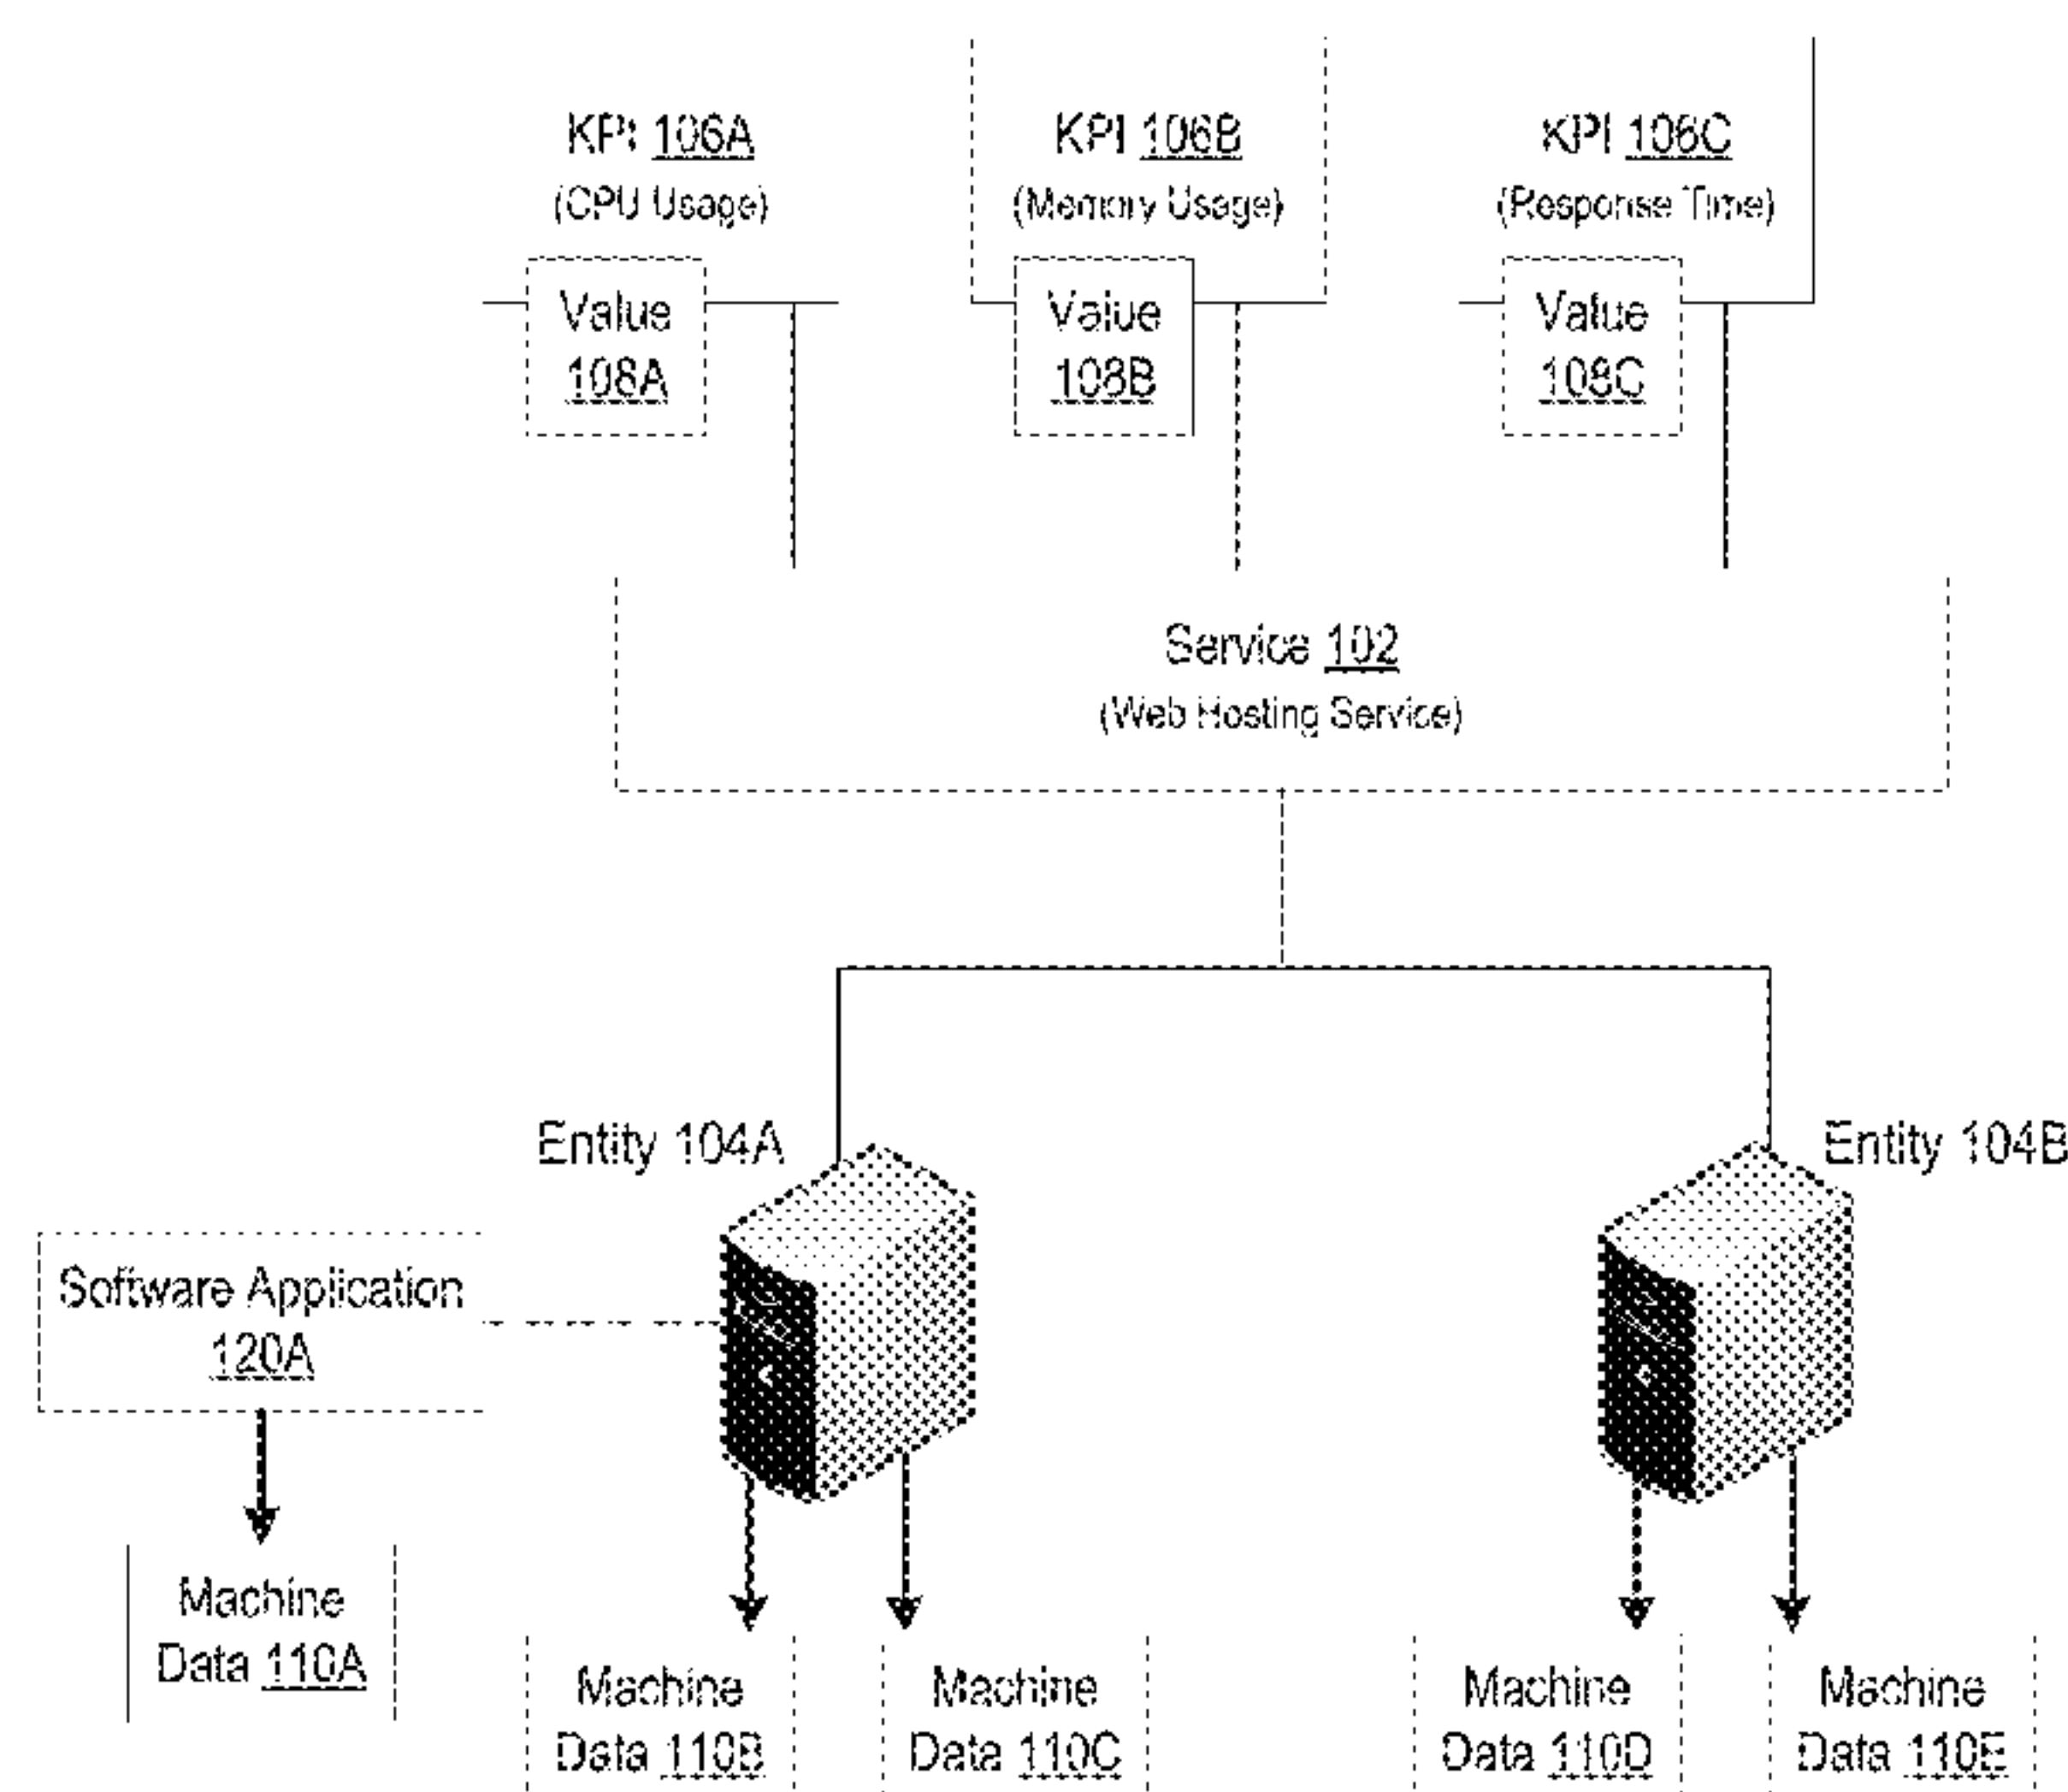 KPI 106A
(CPU Usage)
Value
108A
KPI 106B
(Memory Usage)
Value
108B
KPI 106C
(Response Time)
Value
108C
Service 102
(Web Hosting Service)
Entity 104A
Entity 104B
Software Application
120A
Machine
Data 110A
Machine
Data 110B
Machine
Data 110C
Machine
Data 110D
Machine
Data 110E